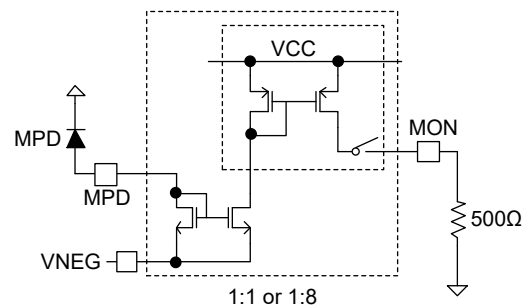 VCC
MPD
MON
MPD
500Ω
VNEG
1:1 or 1:8